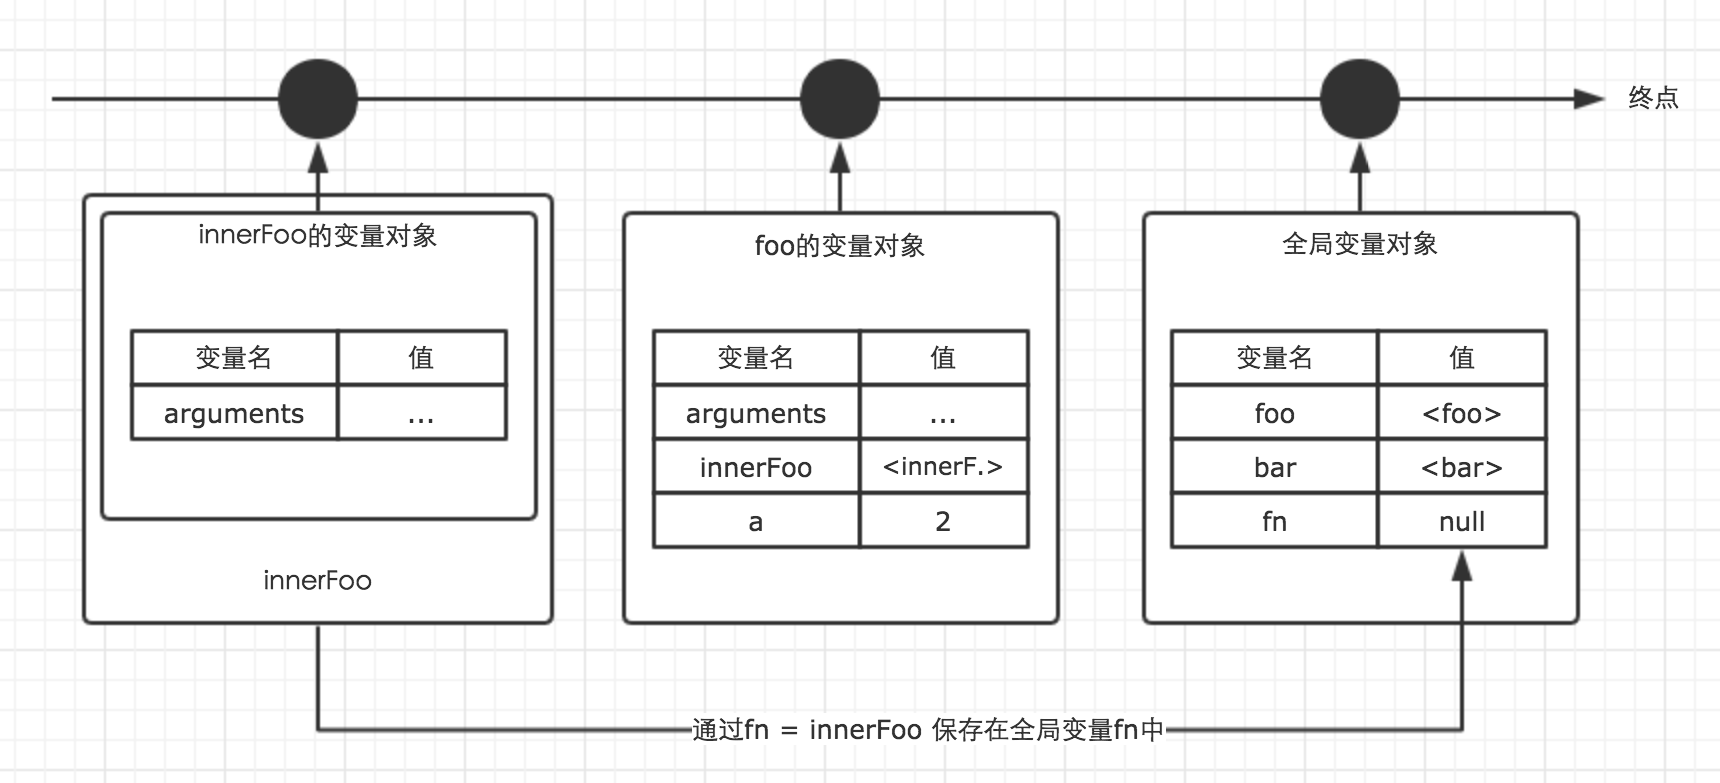 终点
innerFoo的变量对象
变量名 值
arguments ...
innerFoo
foo的变量对象
变量名 值
arguments ...
innerFoo <innerF.>
a 2
全局变量对象
变量名 值
foo <foo>
bar <bar>
fn null
通过fn = innerFoo 保存在全局变量fn中